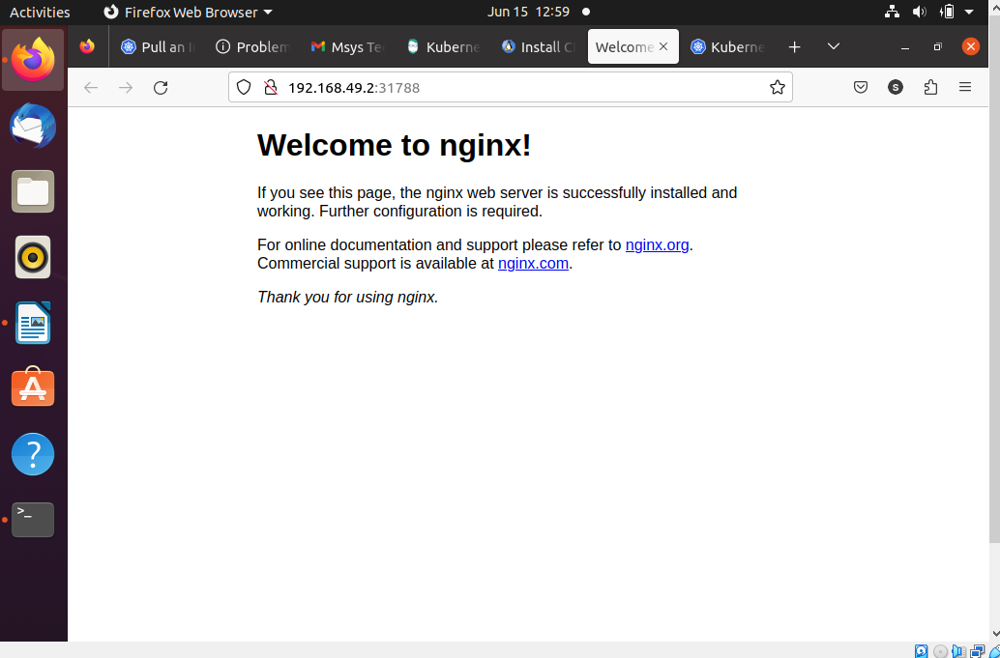 Activities
Firefox Web Browser
Jun 15 12:59
Pull an I
Problem
Msys Te
Kuberne
Install C
Welcome
Kuberne
192.168.49.2:31788
S
Welcome to nginx!
If you see this page, the nginx web server is successfully installed and
working. Further configuration is required.
For online documentation and support please refer to nginx.org.
Commercial support is available at nginx.com.
Thank you for using nginx.